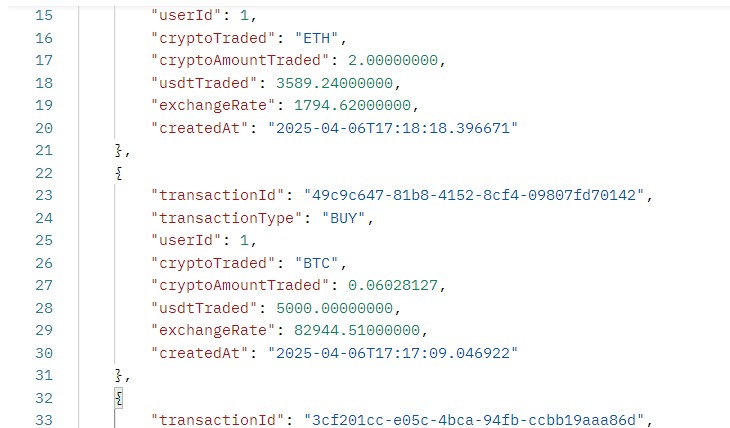 15 "userId": 1,
16 "cryptoTraded": "ETH",
17 "cryptoAmountTraded": 2.00000000,
18 "usdtTraded": 3589.24000000,
19 "exchangeRate": 1794.62000000,
20 "createdAt": "2025-04-06T17:18:18.396671"
21 },
22 {
23 "transactionId": "49c9c647-81b8-4152-8cf4-09807fd70142",
24 "transactionType": "BUY",
25 "userId": 1,
26 "cryptoTraded": "BTC",
27 "cryptoAmountTraded": 0.06028127,
28 "usdtTraded": 5000.00000000,
29 "exchangeRate": 82944.51000000,
30 "createdAt": "2025-04-06T17:17:09.046922"
31 },
32 {
33 "transactionId": "3cf201cc-e05c-4bca-94fb-ccbb19aaa86d",